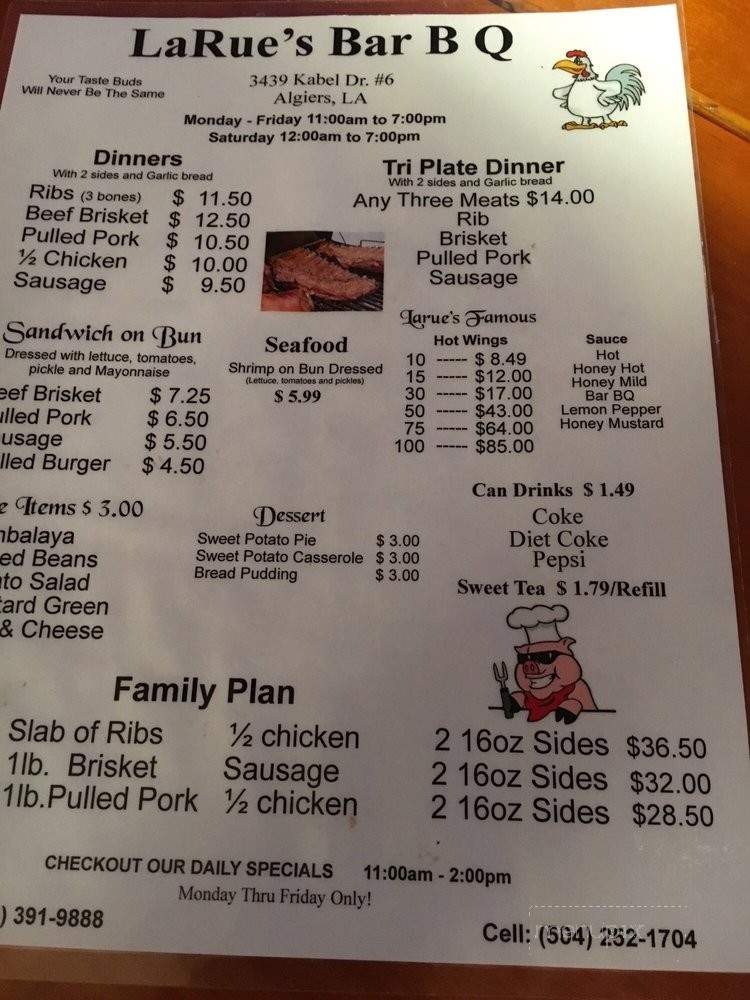 LaRue's Bar B Q
Your Taste Buds
Will Never Be The Same
3439 Kabel Dr. #6
Algiers, LA
Monday - Friday 11:00am to 7:00pm
Saturday 12:00am to 7:00pm
Dinners
With 2 sides and Garlic bread
Ribs (3 bones) $ 11.50
Beef Brisket $ 12.50
Pulled Pork $ 10.50
½ Chicken $ 10.00
Sausage $ 9.50
Tri Plate Dinner
With 2 sides and Garlic bread
Any Three Meats $14.00
Rib
Brisket
Pulled Pork
Sausage
Sandwich on Bun
Dressed with lettuce, tomatoes,
pickle and Mayonnaise
eef Brisket $ 7.25
ulled Pork $ 6.50
usage $ 5.50
lled Burger $ 4.50
Seafood
Shrimp on Bun Dressed
(Lettuce, tomatoes and pickles)
$ 5.99
Larue's Famous
Hot Wings
10 ----- $ 8.49
15 ----- $12.00
30 ----- $17.00
50 ----- $43.00
75 ----- $64.00
100 ----- $85.00
Sauce
Hot
Honey Hot
Honey Mild
Bar BQ
Lemon Pepper
Honey Mustard
e Items $ 3.00
mbalaya
ed Beans
to Salad
tard Green
& Cheese
Dessert
Sweet Potato Pie $ 3.00
Sweet Potato Casserole $ 3.00
Bread Pudding $ 3.00
Can Drinks $ 1.49
Coke
Diet Coke
Pepsi
Sweet Tea $ 1.79/Refill
Family Plan
Slab of Ribs ½ chicken 2 16oz Sides $36.50
1lb. Brisket Sausage 2 16oz Sides $32.00
1lb.Pulled Pork ½ chicken 2 16oz Sides $28.50
CHECKOUT OUR DAILY SPECIALS 11:00am - 2:00pm
Monday Thru Friday Only!
) 391-9888
Cell: (504) 252-1704